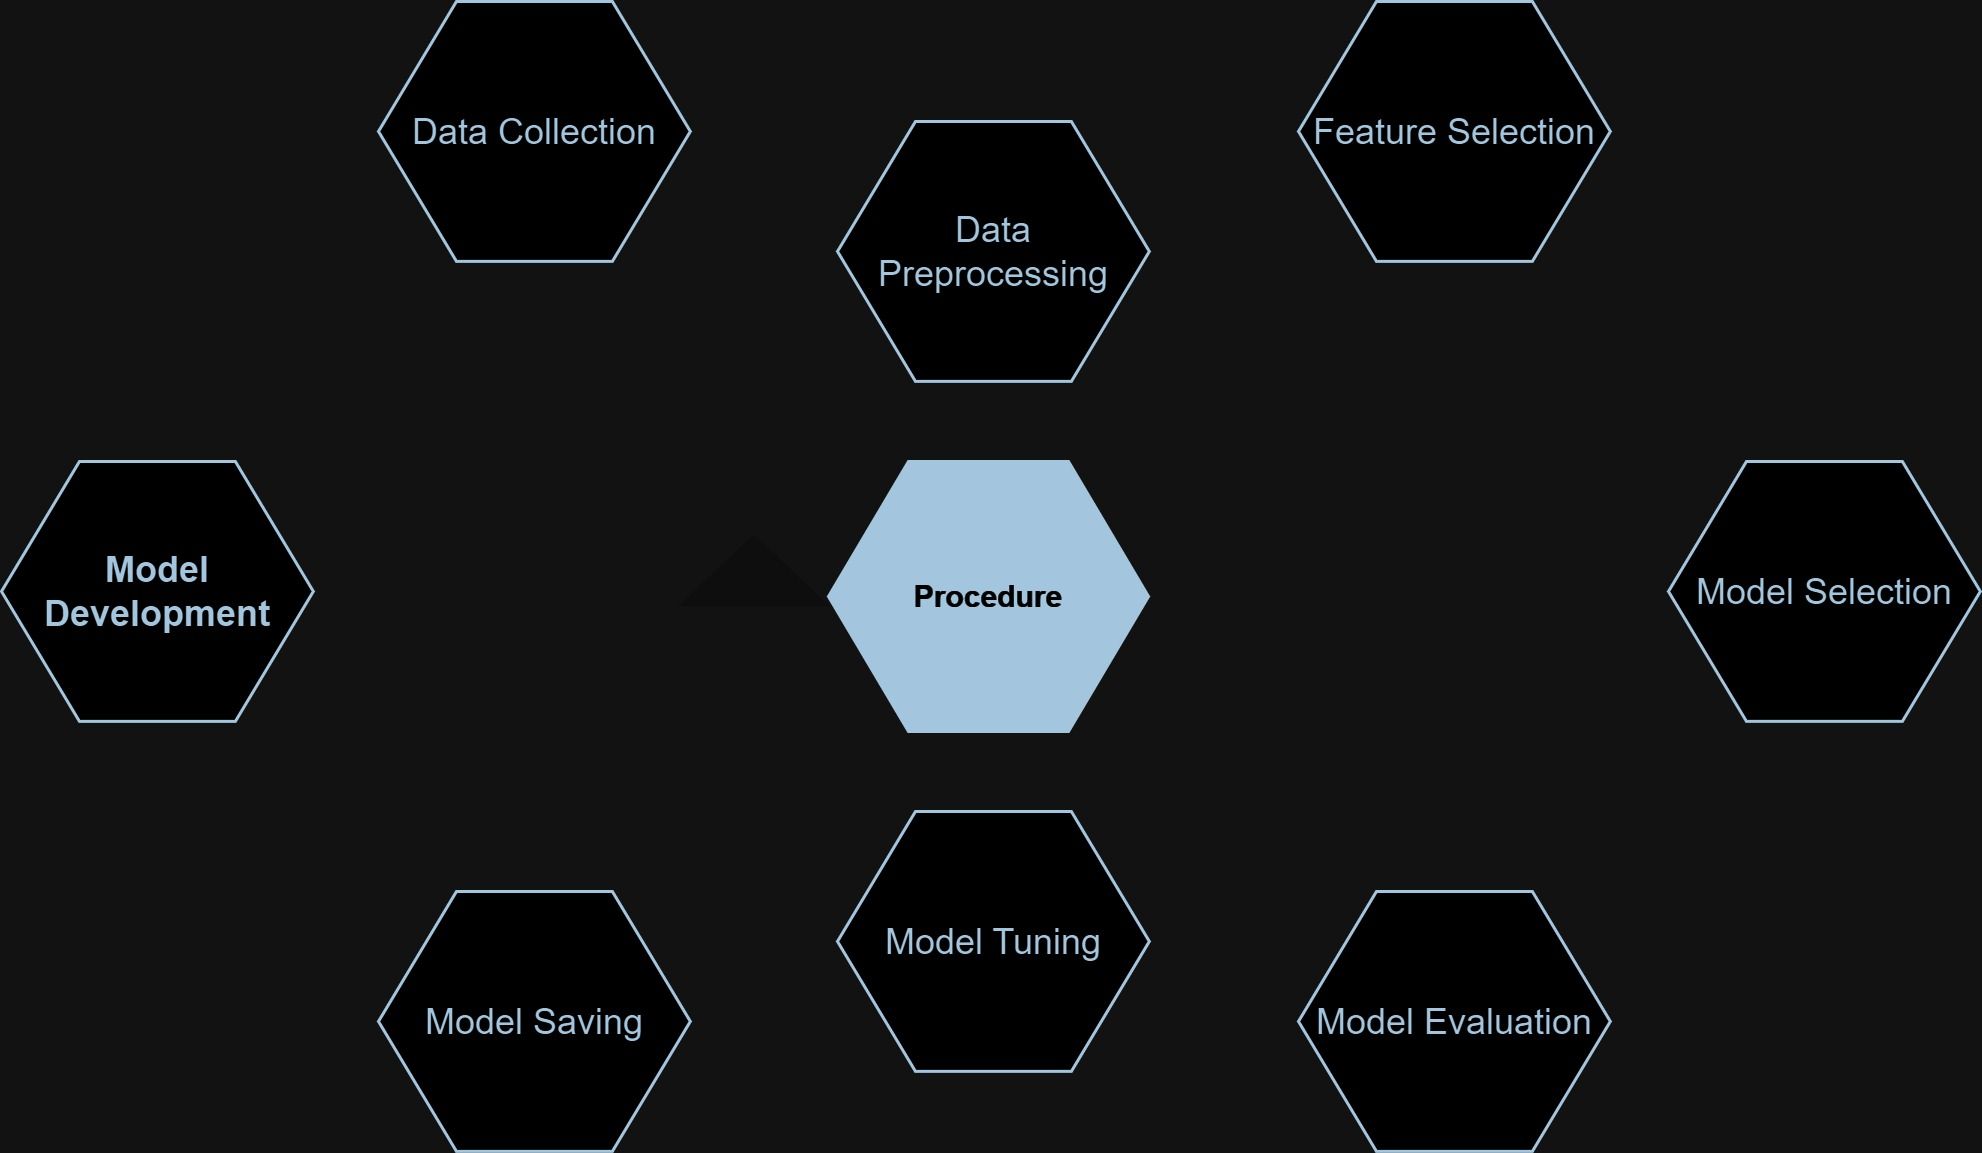 Data Collection
Feature Selection
Data
Preprocessing
Model
Development
Procedure
Model Selection
Model Tuning
Model Saving
Model Evaluation